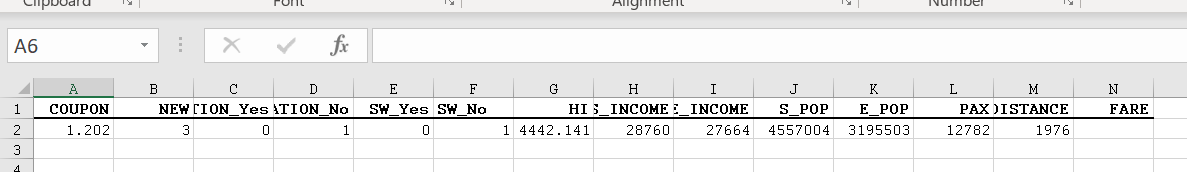 Clipboard Font Alignment Number
A6 fx
A B C D E F G H I J K L M N
1 COUPON NEW TION_Yes ATION_No SW_Yes SW_No HI S_INCOME E_INCOME S_POP E_POP PAX DISTANCE FARE
2 1.202 3 0 1 0 1 4442.141 28760 27664 4557004 3195503 12782 1976
3
4